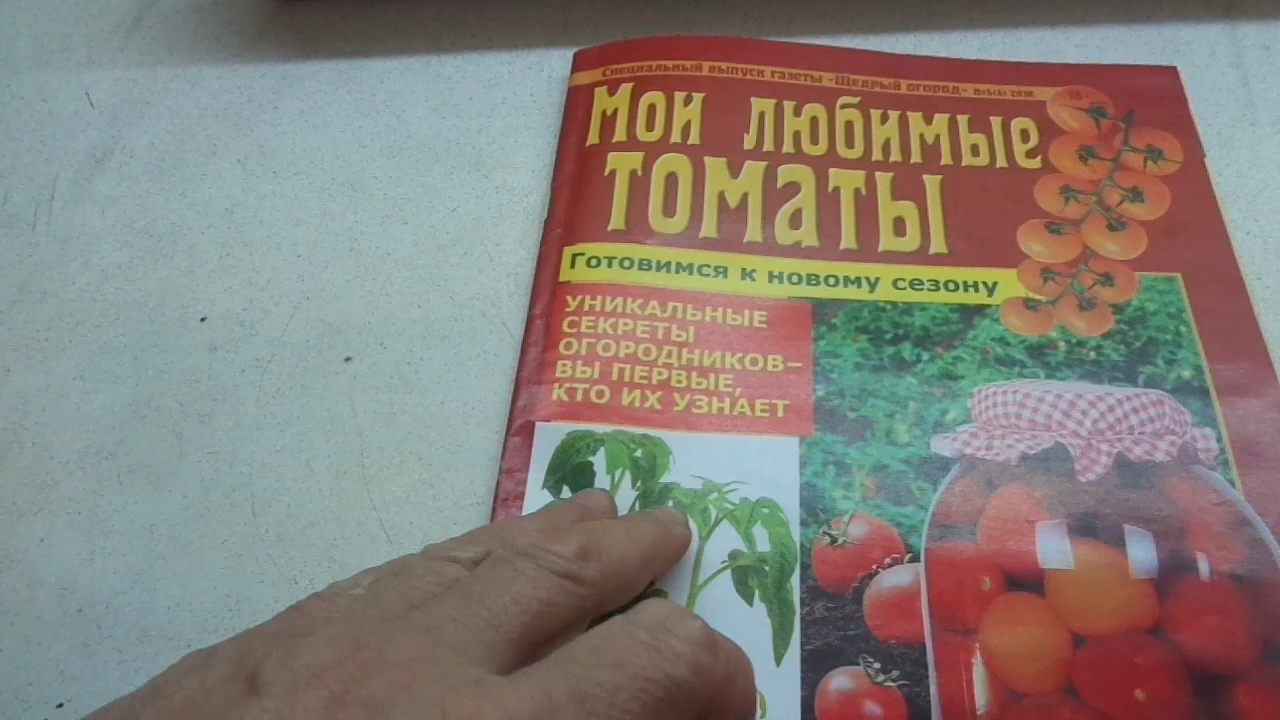 Специальный выпуск газеты «Щедрый огород»
Мои любимые
томаты
Готовимся к новому сезону
УНИКАЛЬНЫЕ
СЕКРЕТЫ
ОГОРОДНИКОВ–
ВЫ ПЕРВЫЕ,
КТО ИХ УЗНАЕТ